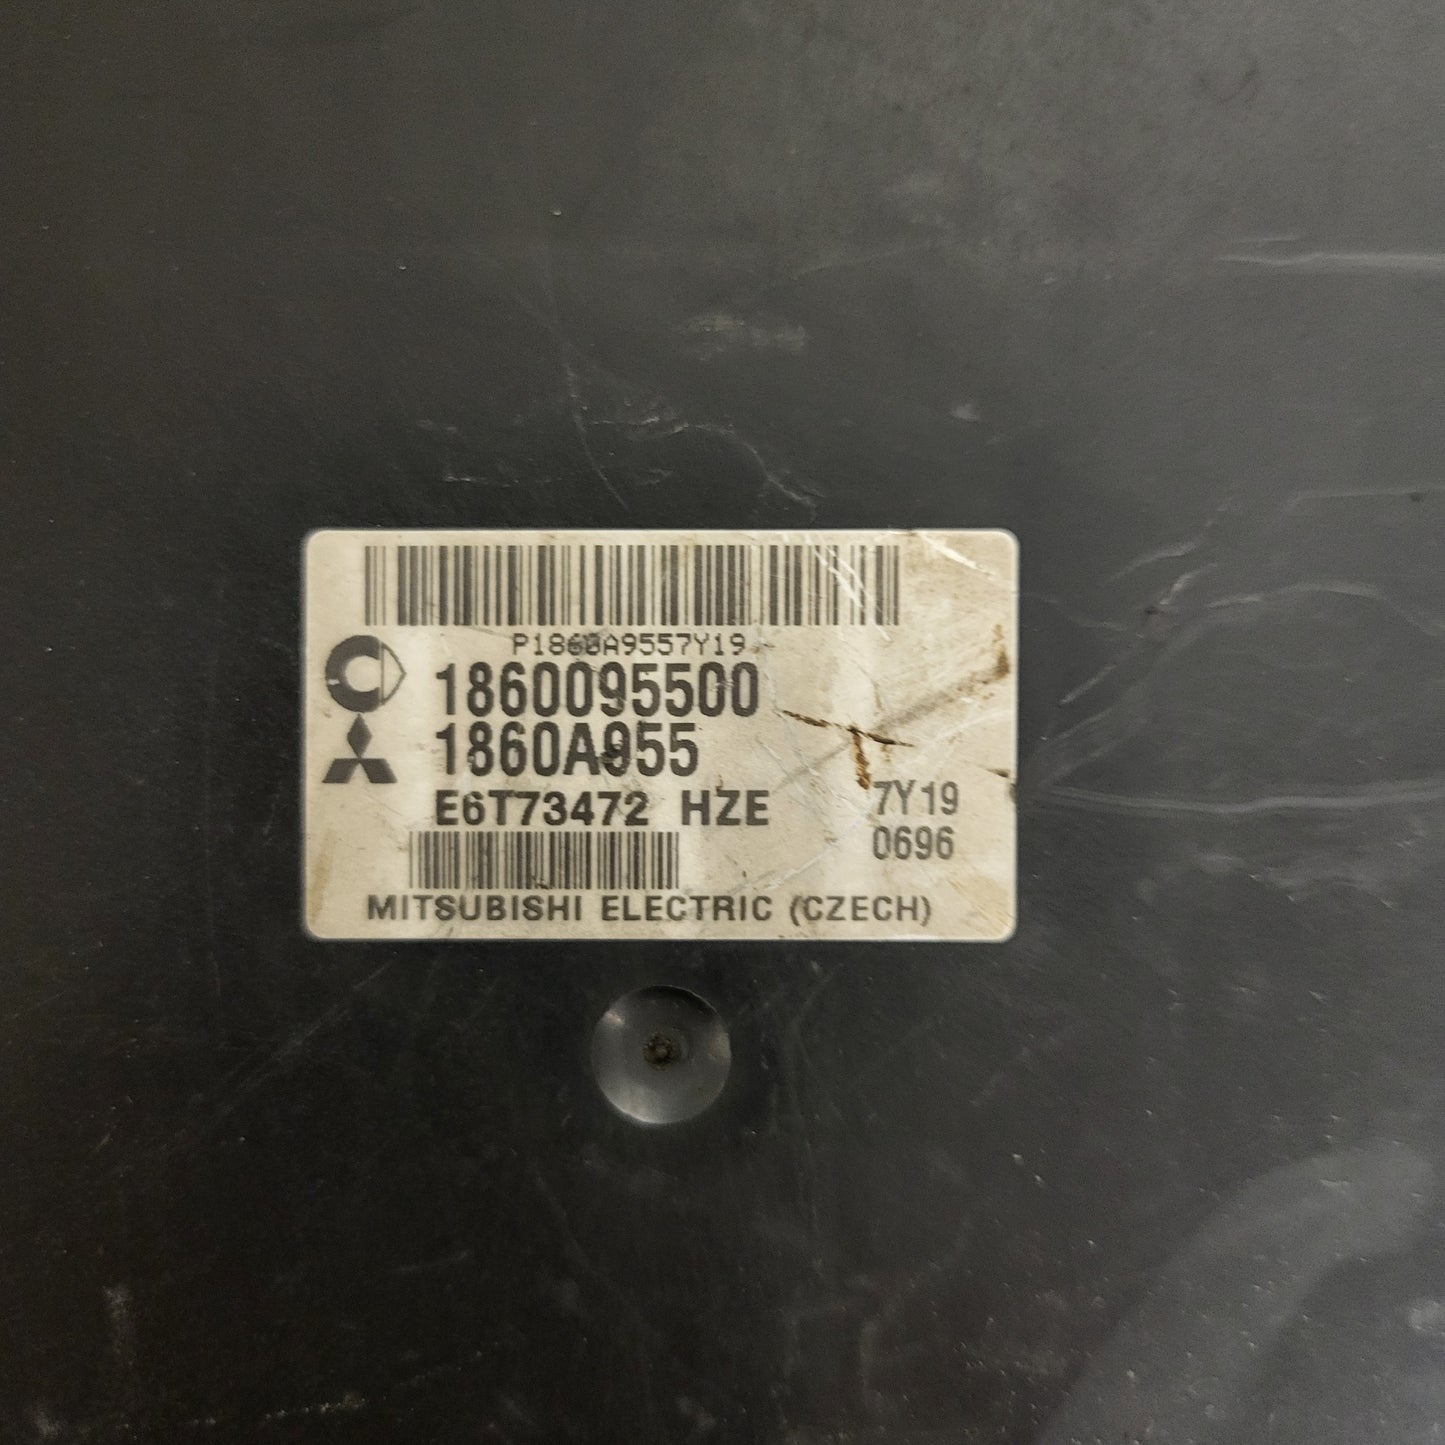 P1860A9557Y19
1860095500
1860A955
E6T73472 HZE
7Y19
0696
MITSUBISHI ELECTRIC (CZECH)